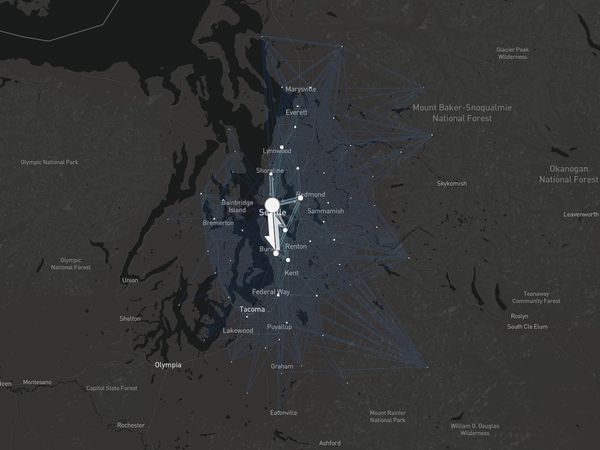 Glacier Peak
Wilderness
Marysville
Mount Baker-Snoqualmie
National Forest
Everett
Lynnwood
Olympic National Park
Shoreline
Okanogan
National Forest
Skykomish
Redmond
Bainbridge
Island
Sammamish
Leavenworth
Bremerton
Renton
Olympic
National Forest
Kent
Union
Federal Way
Teanaway
Community Forest
Tacoma
Roslyn
Shelton
Lakewood
Puyallup
South Cle Elum
Olympia
Graham
Montesano
Capitol State Forest
Eatonville
Mount Rainier
National Park
Rochester
William O. Douglas
Wilderness
Ashford